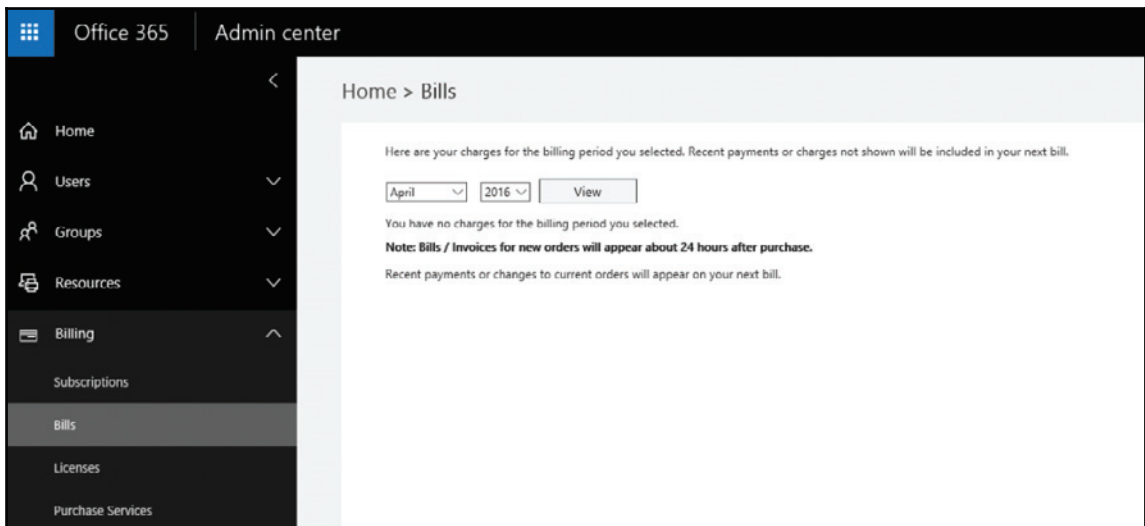 Office 365
Admin center
Home
Users
Groups
Resources
Billing
Subscriptions
Bills
Licenses
Purchase Services
Home > Bills
Here are your charges for the billing period you selected. Recent payments or charges not shown will be included in your next bill.
April 2016 View
You have no charges for the billing period you selected.
Note: Bills / Invoices for new orders will appear about 24 hours after purchase.
Recent payments or changes to current orders will appear on your next bill.